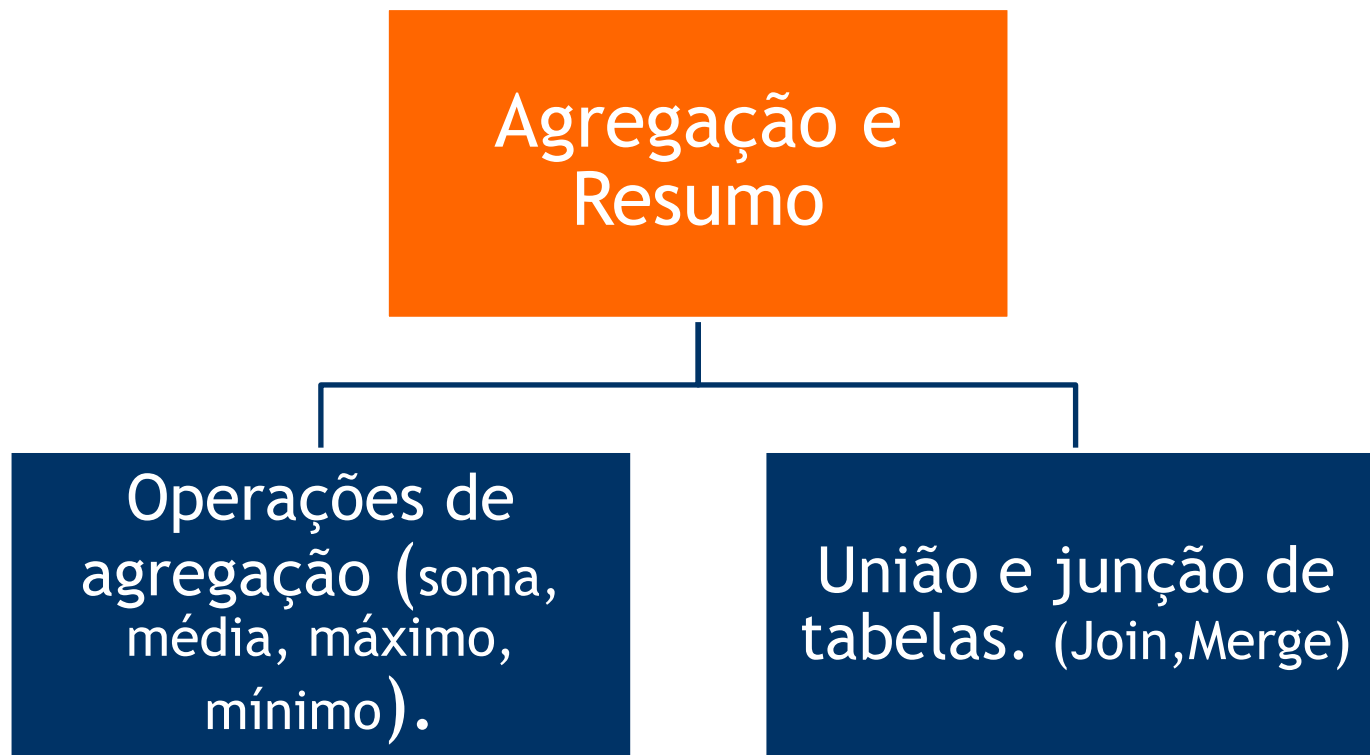 Agregação e
Resumo
Operações de
agregação (soma,
média, máximo,
mínimo).
União e junção de
tabelas. (Join,Merge)